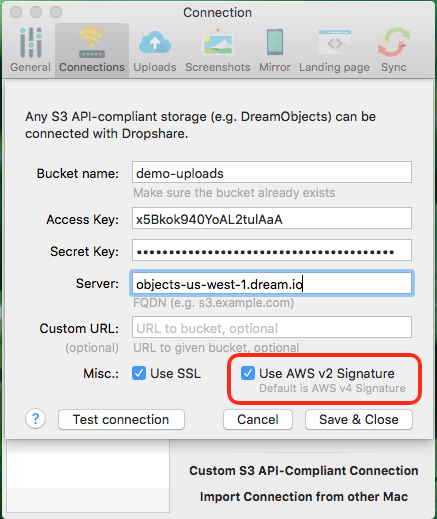 Connection
General Connections Uploads Screenshots Mirror Landing page Sync
Any S3 API-compliant storage (e.g. DreamObjects) can be
connected with Dropshare.
Bucket name: demo-uploads
Make sure the bucket already exists
Access Key: x5Bkok940YoAL2tulAaA
Secret Key: ••••••••••••••••••••••••••••••••••••••••
Server: objects-us-west-1.dream.io
FQDN (e.g. s3.example.com)
Custom URL: URL to bucket, optional
(optional) URL to given bucket, optional
Misc.: Use SSL Use AWS v2 Signature
Default is AWS v4 Signature
? Test connection Cancel Save & Close
Custom S3 API-Compliant Connection
Import Connection from other Mac